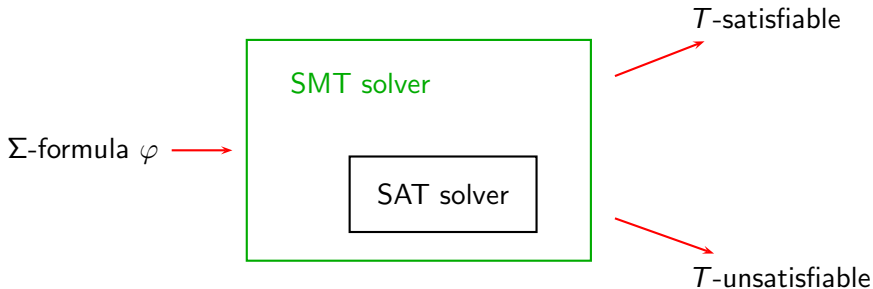 T-satisfiable
SMT solver
Σ-formula φ
SAT solver
T-unsatisfiable